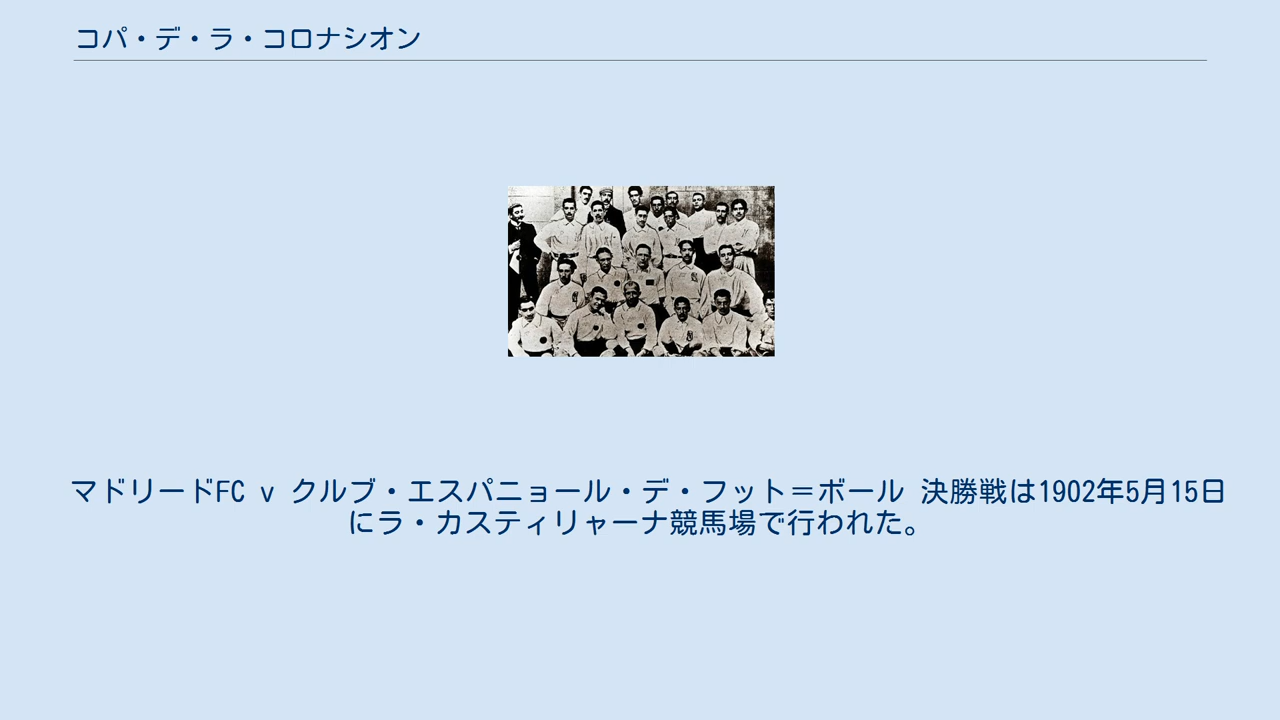 コパ・デ・ラ・コロナシオン
マドリードFC v クルブ・エスパニョール・デ・フット＝ボール 決勝戦は1902年5月15日
にラ・カスティリャーナ競馬場で行われた。